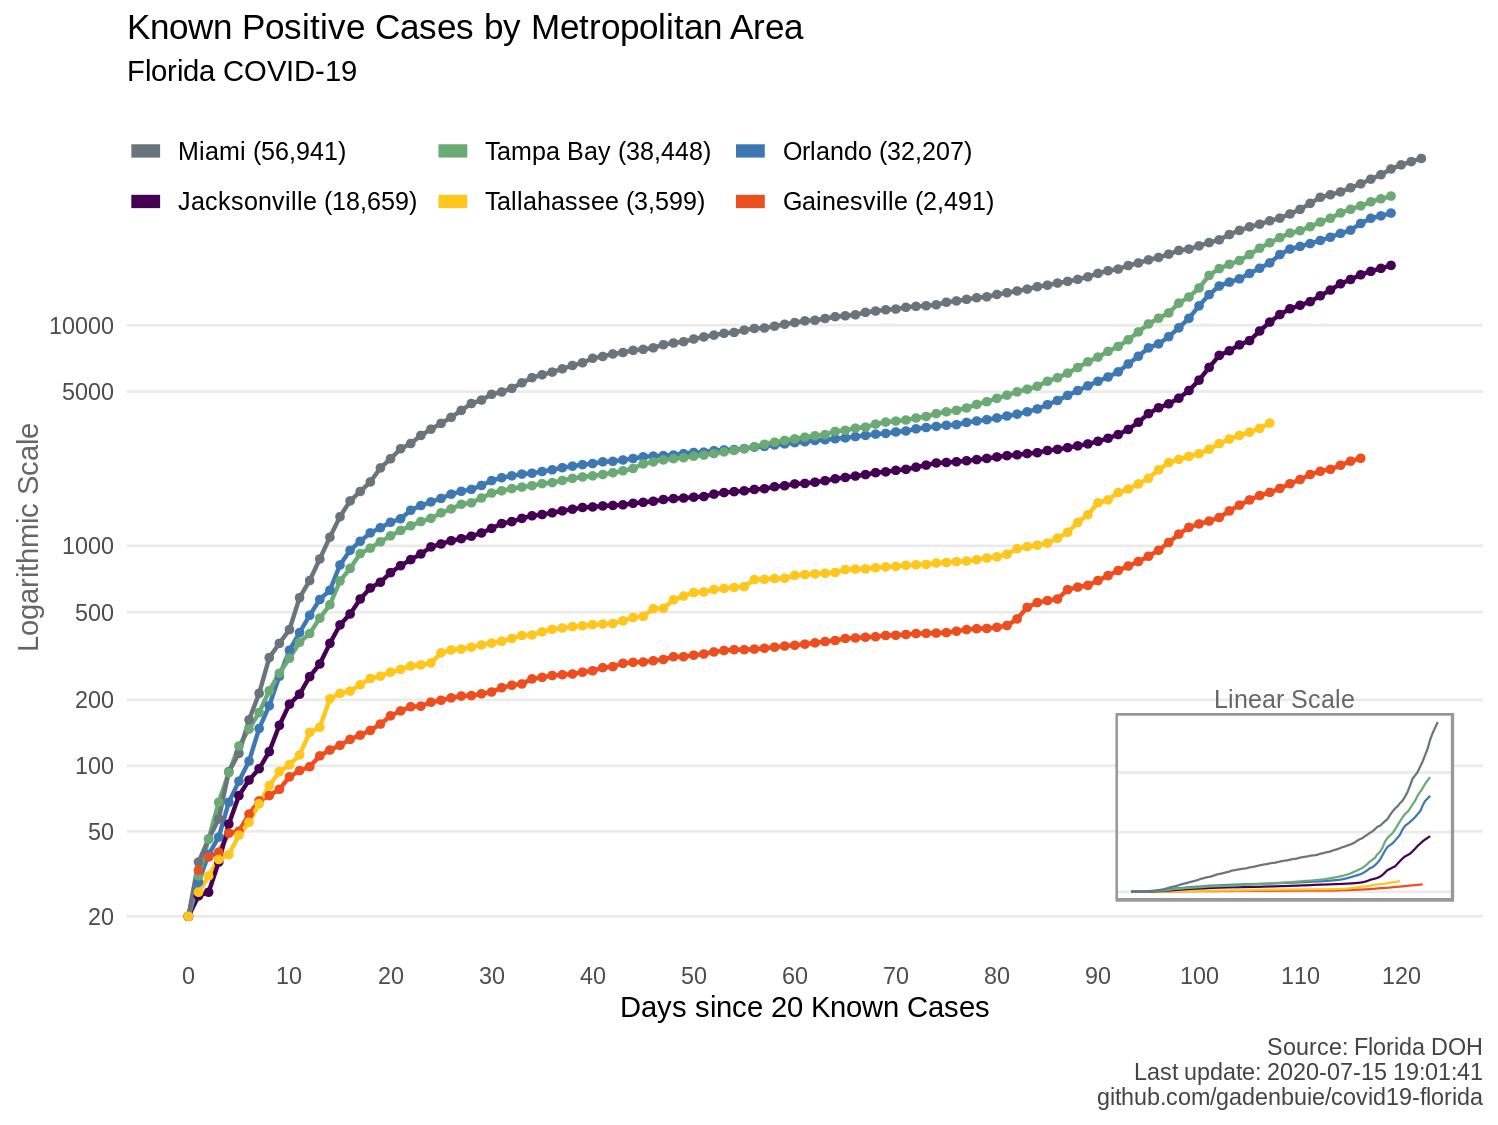 Known Positive Cases by Metropolitan Area
Florida COVID-19
Miami (56,941) Tampa Bay (38,448) Orlando (32,207)
Jacksonville (18,659) Tallahassee (3,599) Gainesville (2,491)
Logarithmic Scale
10000
5000
1000
500
200
100
50
20
Linear Scale
0 10 20 30 40 50 60 70 80 90 100 110 120
Days since 20 Known Cases
Source: Florida DOH
Last update: 2020-07-15 19:01:41
github.com/gadenbuie/covid19-florida